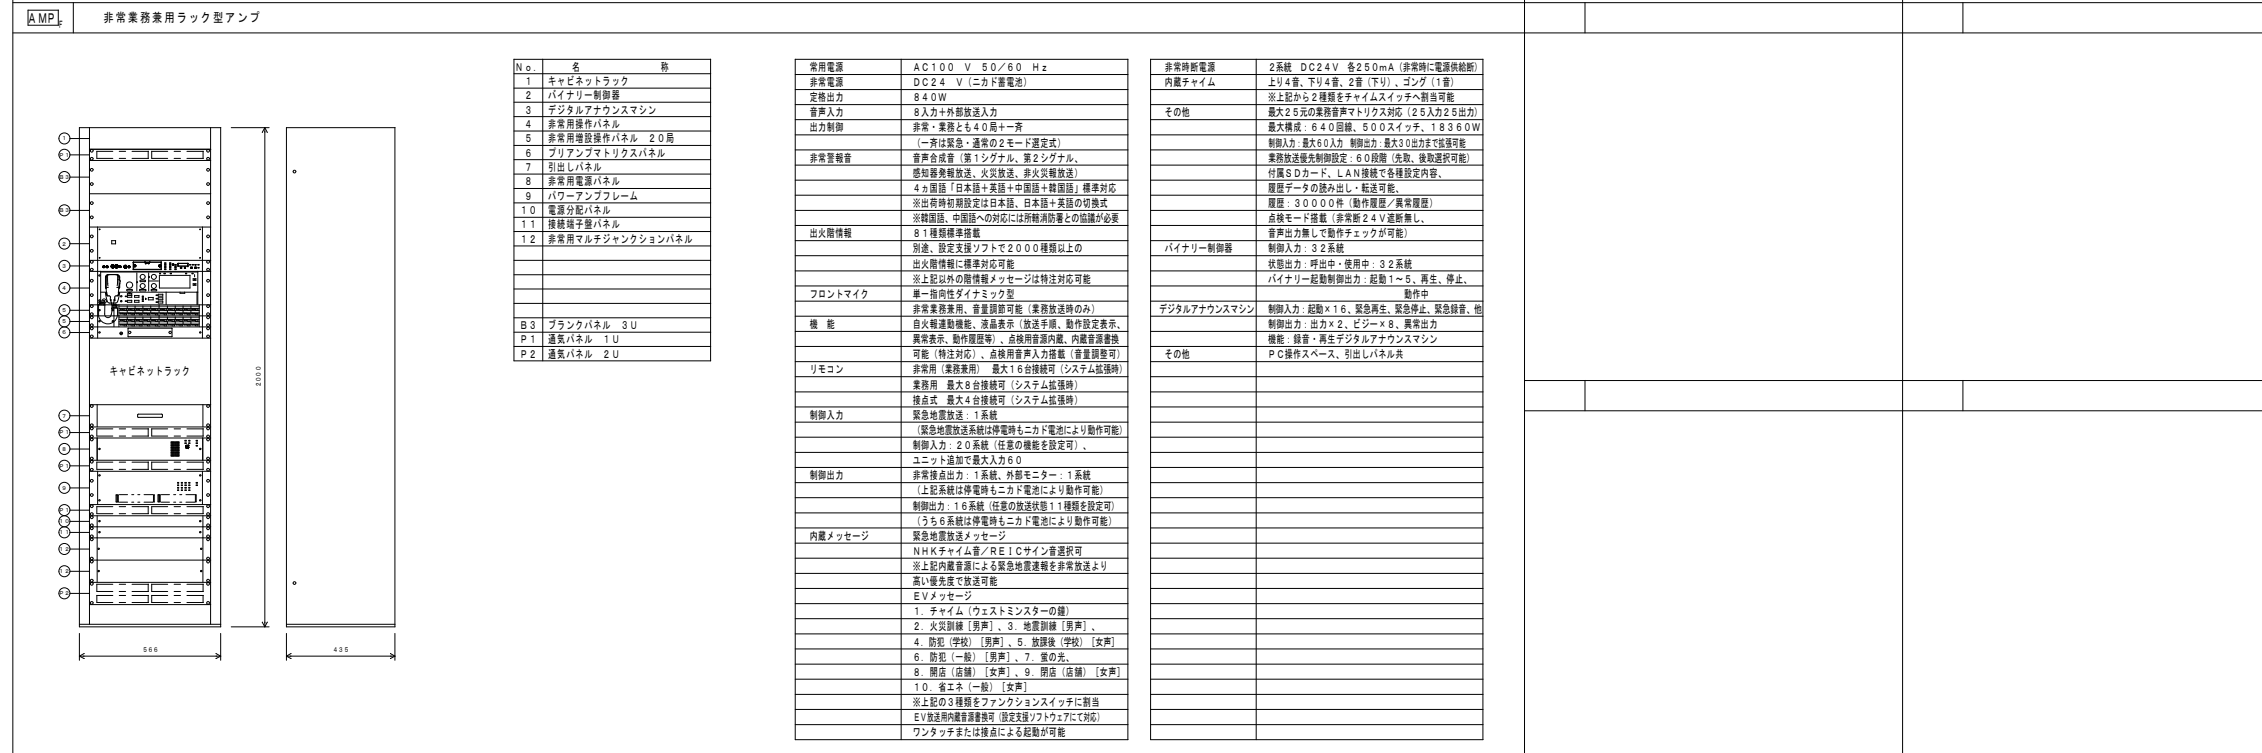 AMP F 非常業務兼用ラック型アンプ
① P1 B3 B3 ② ③ ④ ⑤ ⑤ ⑥
キャビネットラック
⑦ P1 ⑧ P1 ⑨ P1 10 11 12 12 P2
2000
566
435
No. 名 称
1 キャビネットラック
2 バイナリー制御器
3 デジタルアナウンスマシン
4 非常用操作パネル
5 非常用増設操作パネル 20局
6 プリアンプマトリクスパネル
7 引出しパネル
8 非常用電源パネル
9 パワーアンプフレーム
10 電源分配パネル
11 接続端子盤パネル
12 非常用マルチジャンクションパネル
B3 ブランクパネル 3U
P1 通気パネル 1U
P2 通気パネル 2U
常用電源 AC100 V 50/60 Hz
非常電源 DC24 V(ニカド蓄電池)
定格出力 840W
音声入力 8入力+外部放送入力
出力制御 非常・業務とも40局+一斉
(一斉は緊急・通常の2モード選定式)
非常警報音 音声合成音(第1シグナル、第2シグナル、
感知器発報放送、火災放送、非火災報放送)
4ヵ国語「日本語+英語+中国語+韓国語」標準対応
※出荷時初期設定は日本語、日本語+英語の切換式
※韓国語、中国語への対応には所轄消防署との協議が必要
出火階情報 81種類標準搭載
別途、設定支援ソフトで2000種類以上の
出火階情報に標準対応可能
※上記以外の階情報メッセージは特注対応可能
フロントマイク 単一指向性ダイナミック型
非常業務兼用、音量調節可能(業務放送時のみ)
機 能 自火報連動機能、液晶表示(放送手順、動作設定表示、
異常表示、動作履歴等)、点検用音源内蔵、内蔵音源書換
可能(特注対応)、点検用音声入力搭載(音量調整可)
リモコン 非常用(業務兼用) 最大16台接続可(システム拡張時)
業務用 最大8台接続可(システム拡張時)
接点式 最大4台接続可(システム拡張時)
制御入力 緊急地震放送:1系統
(緊急地震放送系統は停電時もニカド電池により動作可能)
制御入力:20系統(任意の機能を設定可)、
ユニット追加で最大入力60
制御出力 非常接点出力:1系統、外部モニター:1系統
(上記系統は停電時もニカド電池により動作可能)
制御出力:16系統(任意の放送状態11種類を設定可)
(うち6系統は停電時もニカド電池により動作可能)
内蔵メッセージ 緊急地震放送メッセージ
NHKチャイム音/REICサイン音選択可
※上記内蔵音源による緊急地震速報を非常放送より
高い優先度で放送可能
EVメッセージ
1. チャイム(ウェストミンスターの鐘)
2. 火災訓練[男声]、3. 地震訓練[男声]、
4. 防犯(学校)[男声]、5. 放課後(学校)[女声]
6. 防犯(一般)[男声]、7. 蛍の光、
8. 開店(店舗)[女声]、9. 閉店(店舗)[女声]
10. 省エネ(一般)[女声]
※上記の3種類をファンクションスイッチに割当
EV放送用内蔵音源書換可(設定支援ソフトウェアにて対応)
ワンタッチまたは接点による起動が可能
非常時断電源 2系統 DC24V 各250mA(非常時に電源供給断)
内蔵チャイム 上り4音、下り4音、2音(下り)、ゴング(1音)
※上記から2種類をチャイムスイッチへ割当可能
その他 最大25元の業務音声マトリクス対応(25入力25出力)
最大構成:640回線、500スイッチ、18360W
制御入力:最大60入力 制御出力:最大30出力まで拡張可能
業務放送優先制御設定:60段階(先取、後取選択可能)
付属SDカード、LAN接続で各種設定内容、
履歴データの読み出し・転送可能、
履歴:30000件(動作履歴/異常履歴)
点検モード搭載(非常断24V遮断無し、
音声出力無しで動作チェックが可能)
バイナリー制御器 制御入力:32系統
状態出力:呼出中・使用中:32系統
バイナリー起動制御出力:起動1~5、再生、停止、
動作中
デジタルアナウンスマシン 制御入力:起動×16、緊急再生、緊急停止、緊急録音、他
制御出力:出力×2、ビジー×8、異常出力
機能:録音・再生デジタルアナウンスマシン
その他 PC操作スペース、引出しパネル共